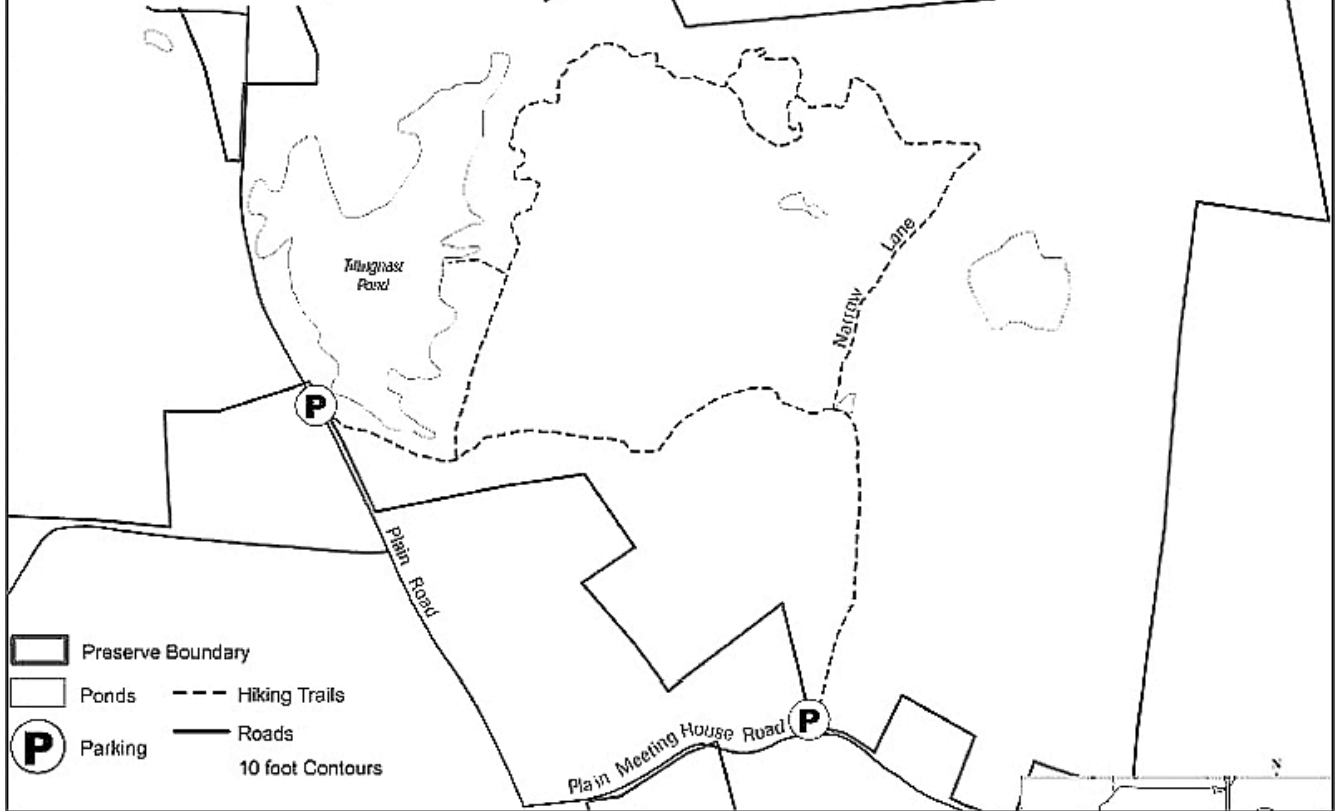 Pond
Narrow Lane
P
Plain Road
Preserve Boundary
Ponds
Hiking Trails
P
Parking
Roads
10 foot Contours
Plain Meeting House Road
P
N